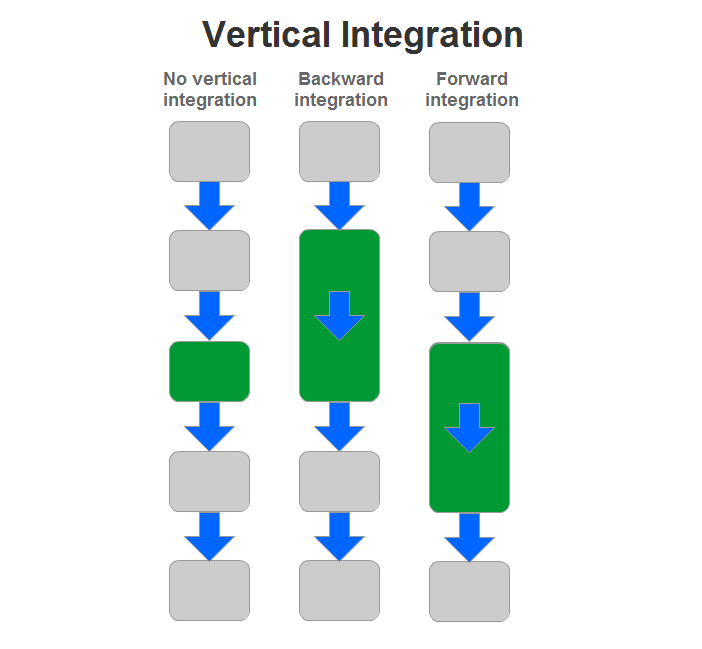 Vertical Integration
No vertical
integration
Backward
integration
Forward
integration